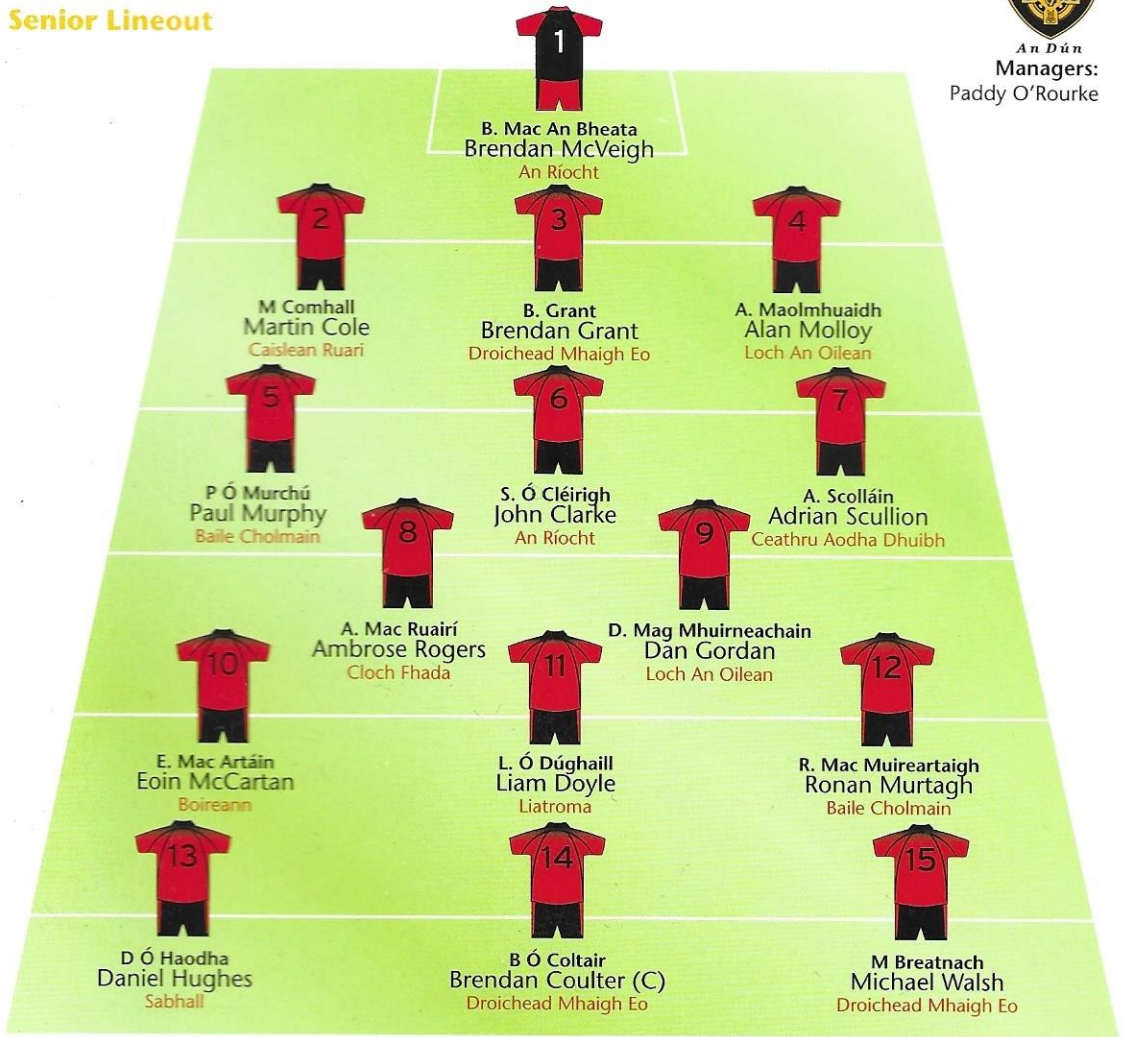 Senior Lineout
An Dún
Managers:
Paddy O'Rourke
1
B. Mac An Bheata
Brendan McVeigh
An Ríocht
2
M Comhall
Martin Cole
Caislean Ruari
3
B. Grant
Brendan Grant
Droichead Mhaigh Eo
4
A. Maolmhuaidh
Alan Molloy
Loch An Oilean
5
P Ó Murchú
Paul Murphy
Baile Cholmain
6
S. Ó Cléirigh
John Clarke
An Ríocht
7
A. Scolláin
Adrian Scullion
Ceathru Aodha Dhuibh
8
A. Mac Ruairí
Ambrose Rogers
Cloch Fhada
9
D. Mag Mhuirneachain
Dan Gordan
Loch An Oilean
10
E. Mac Artáin
Eoin McCartan
Boireann
11
L. Ó Dúghaill
Liam Doyle
Liatroma
12
R. Mac Muireartaigh
Ronan Murtagh
Baile Cholmain
13
D Ó Haodha
Daniel Hughes
Sabhall
14
B Ó Coltair
Brendan Coulter (C)
Droichead Mhaigh Eo
15
M Breatnach
Michael Walsh
Droichead Mhaigh Eo